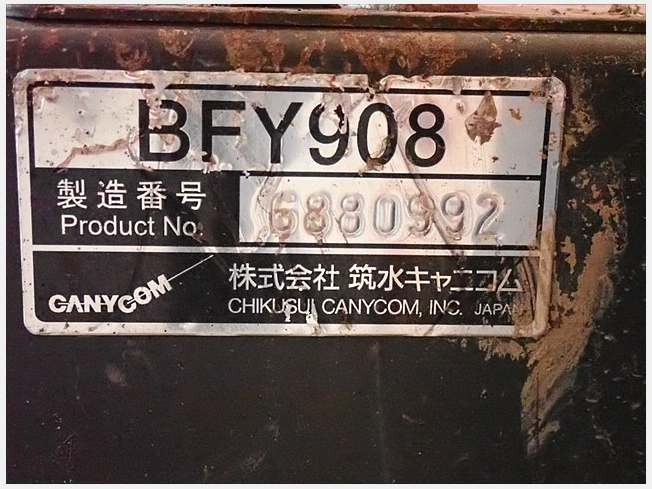 BFY908
製造番号
Product No. 6880992
CANYCOM
株式会社 筑水キャニコム
CHIKUSUI CANYCOM, INC. JAPAN